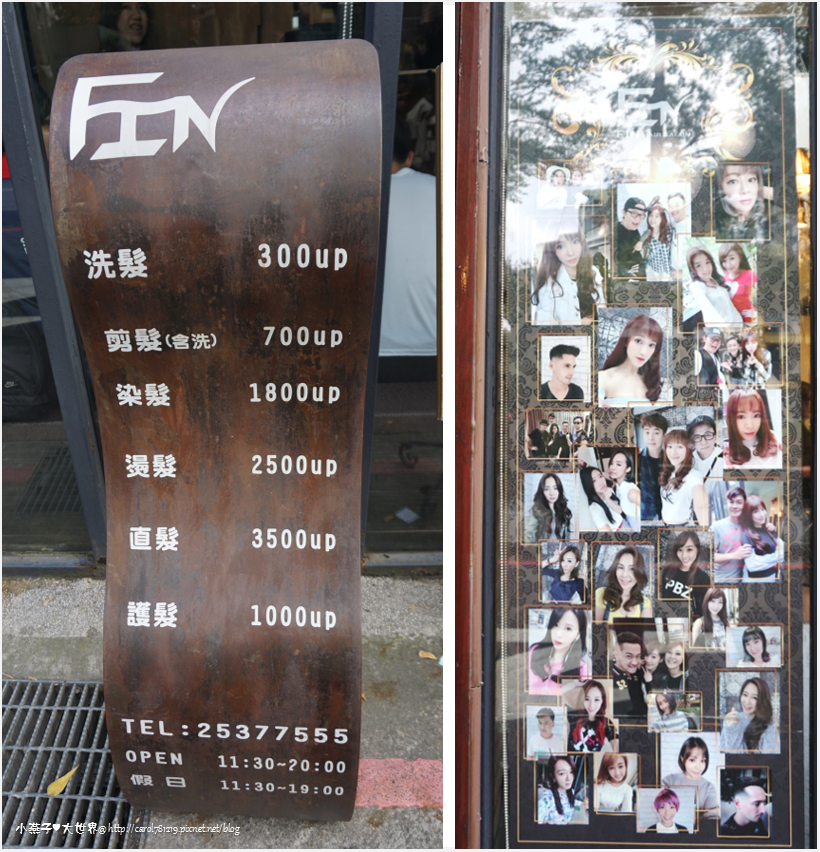 FIN
洗髮 300up
剪髮(含洗) 700up
染髮 1800up
燙髮 2500up
直髮 3500up
護髮 1000up
TEL:25377555
OPEN 11:30~20:00
假日 11:30~19:00
FIN
PBZ
小燕子♥大世界@http://carol761219.pixnet.net/blog